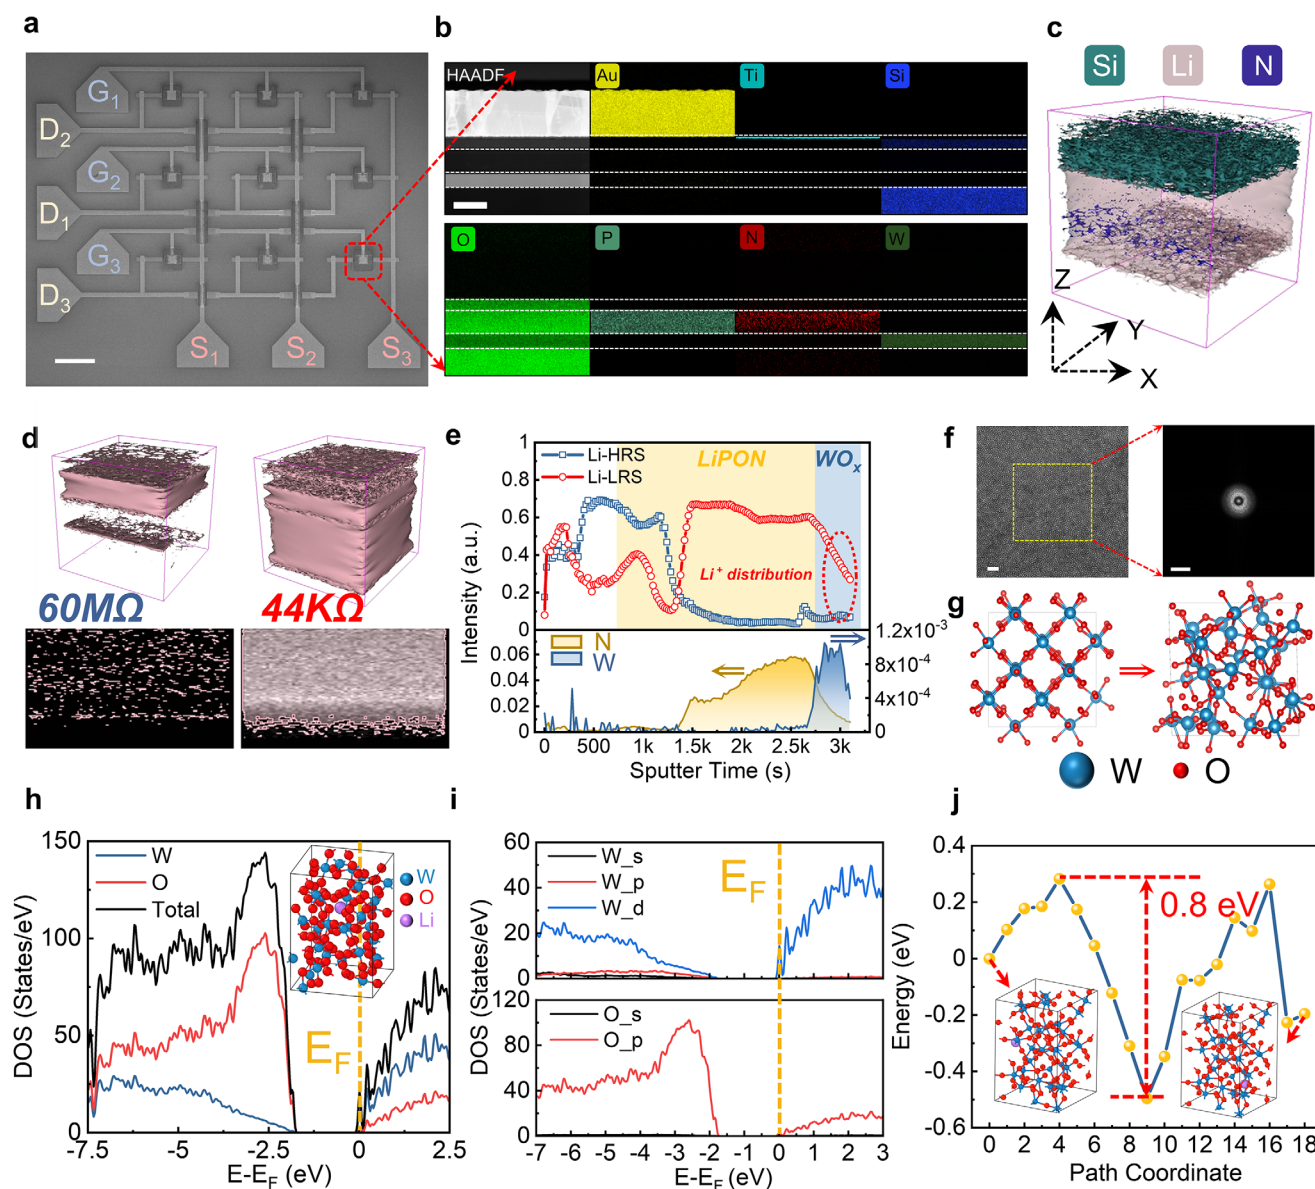 a
G1
D2
G2
D1
G3
D3
S1
S2
S3
b
HAADF
Au
Ti
Si
O
P
N
W
c
Si
Li
N
Z
Y
X
d
60MΩ
44KΩ
e
Li-HRS
Li-LRS
LiPON
WOx
Li+ distribution
Intensity (a.u.)
1
0.8
0.6
0.4
0.2
0
N
W
0.06
0.04
0.02
0
1.2x10-3
8x10-4
4x10-4
0
0
500
1k
1.5k
2k
2.5k
3k
Sputter Time (s)
f
g
W
O
h
W
O
Total
W
O
Li
EF
DOS (States/eV)
150
100
50
0
-7.5
-5
-2.5
0
2.5
E-EF (eV)
i
W_s
W_p
W_d
EF
60
40
20
0
O_s
O_p
120
80
40
0
DOS (States/eV)
-7
-6
-5
-4
-3
-2
-1
0
1
2
3
E-EF (eV)
j
0.8 eV
Energy (eV)
0.4
0.2
0
-0.2
-0.4
-0.6
0
2
4
6
8
10
12
14
16
18
Path Coordinate